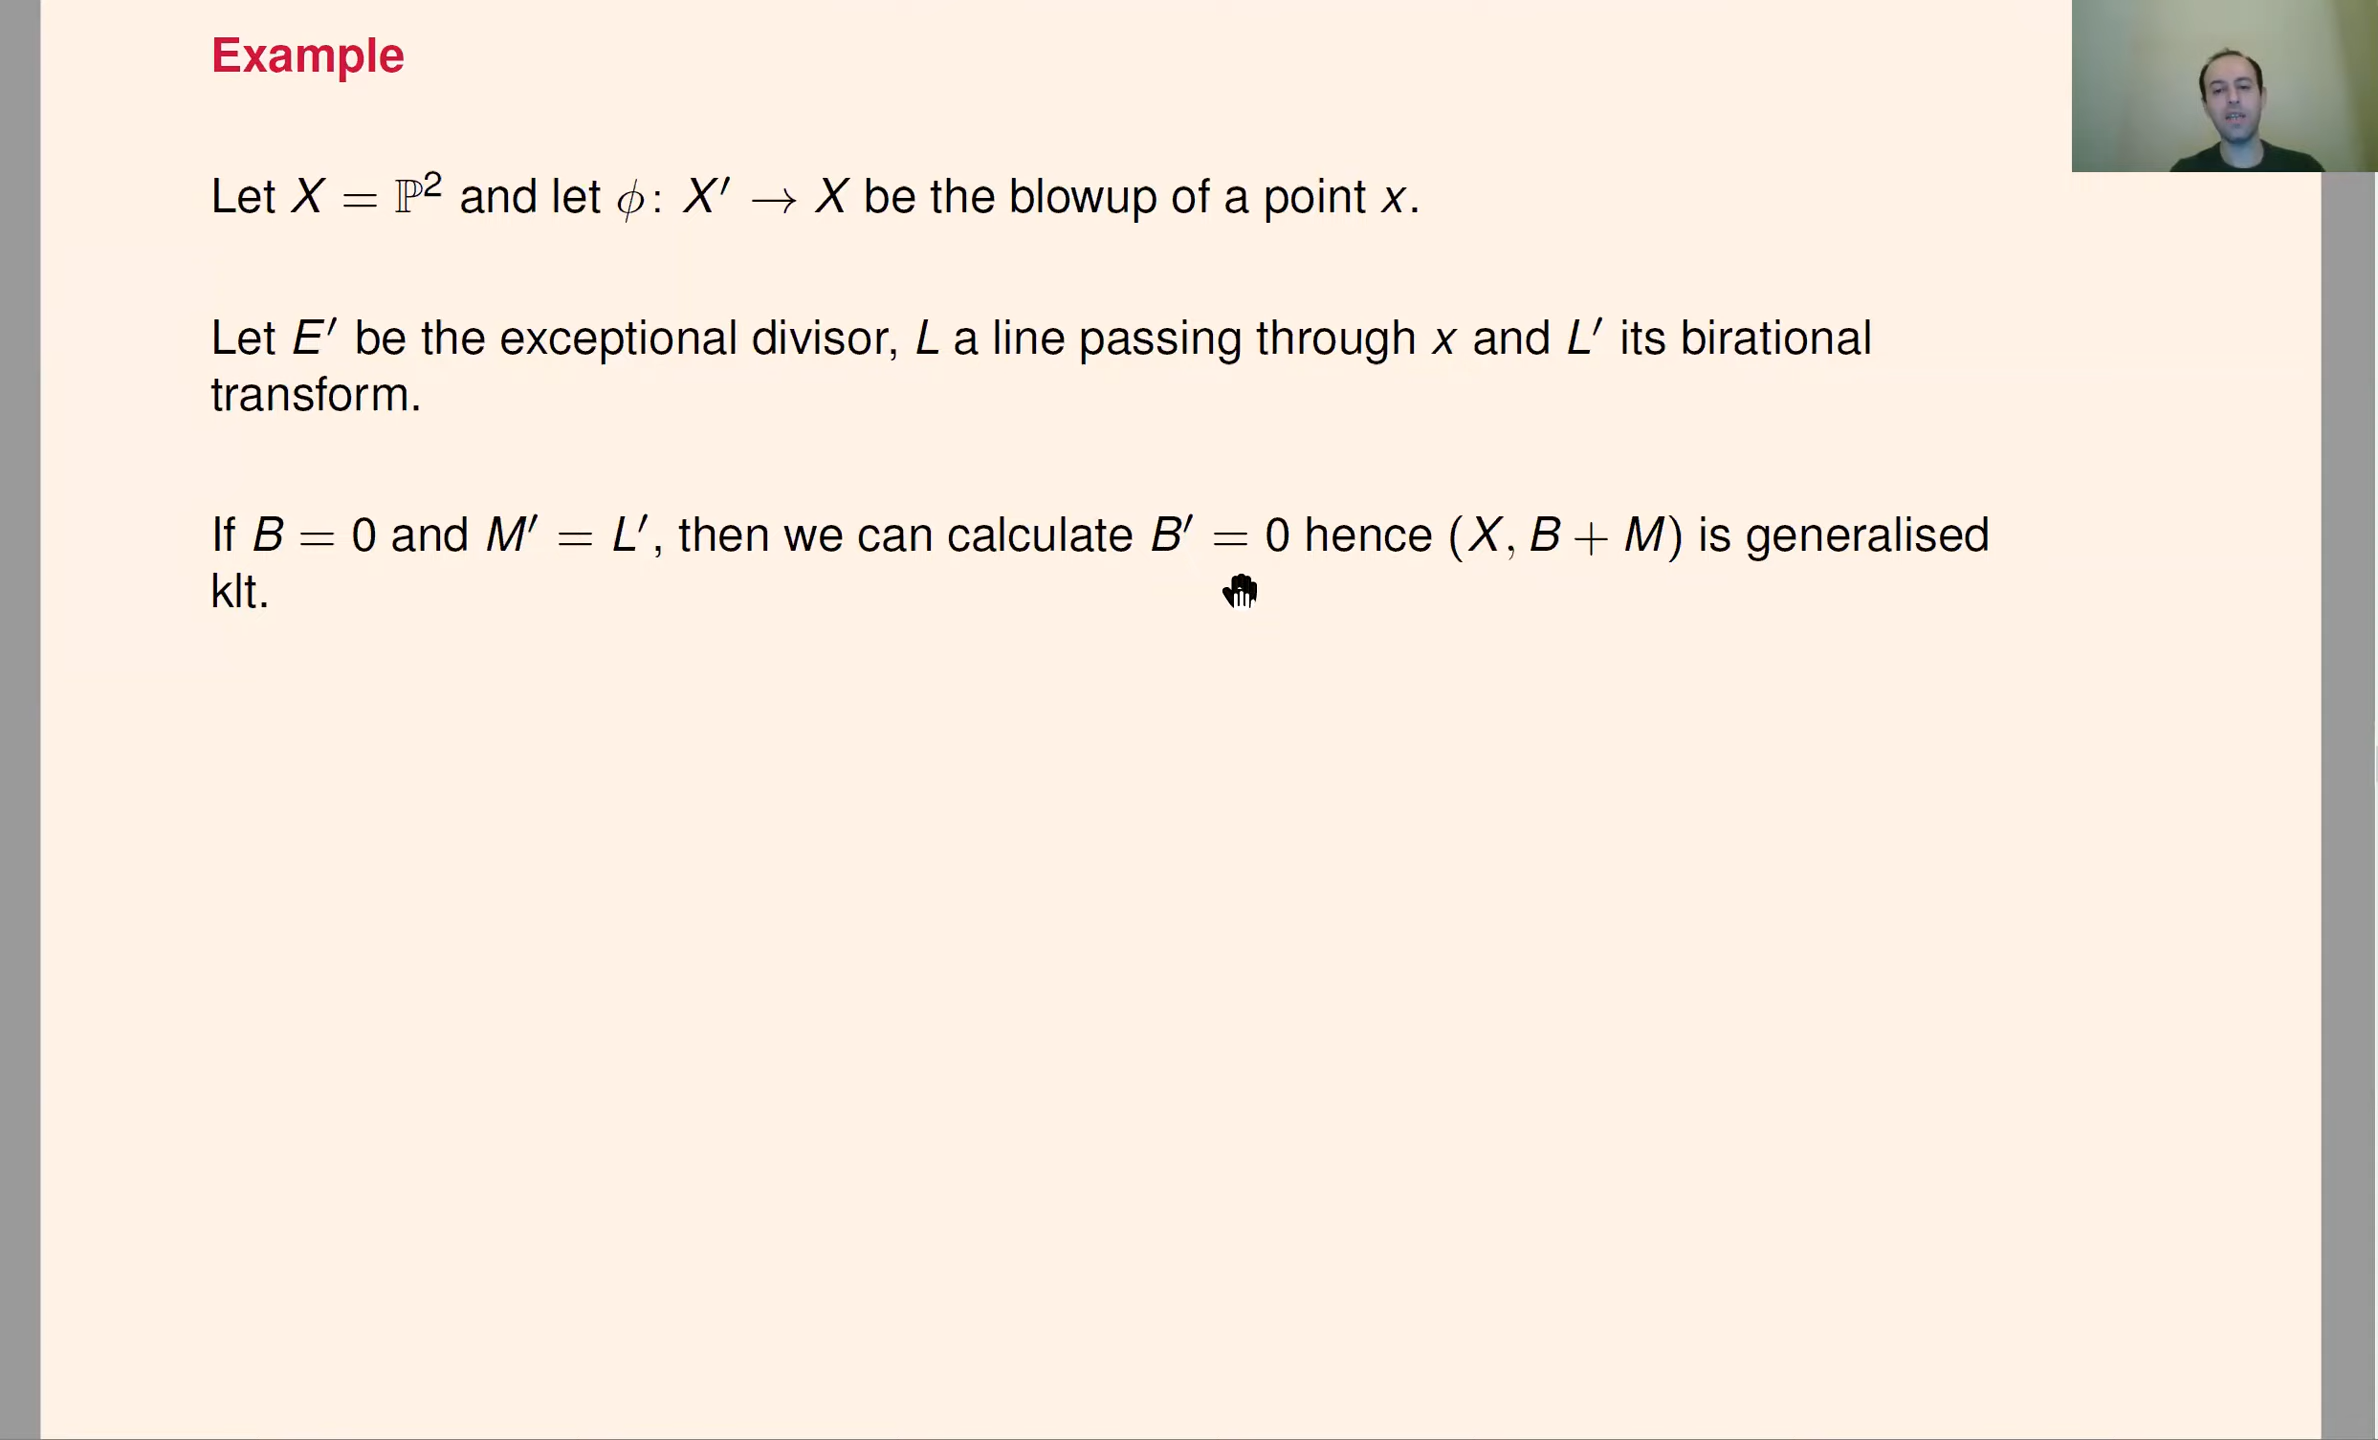 Example
Let X = ℙ² and let ϕ: X′ → X be the blowup of a point x.
Let E′ be the exceptional divisor, L a line passing through x and L′ its birational
transform.
If B = 0 and M′ = L′, then we can calculate B′ = 0 hence (X, B + M) is generalised
klt.